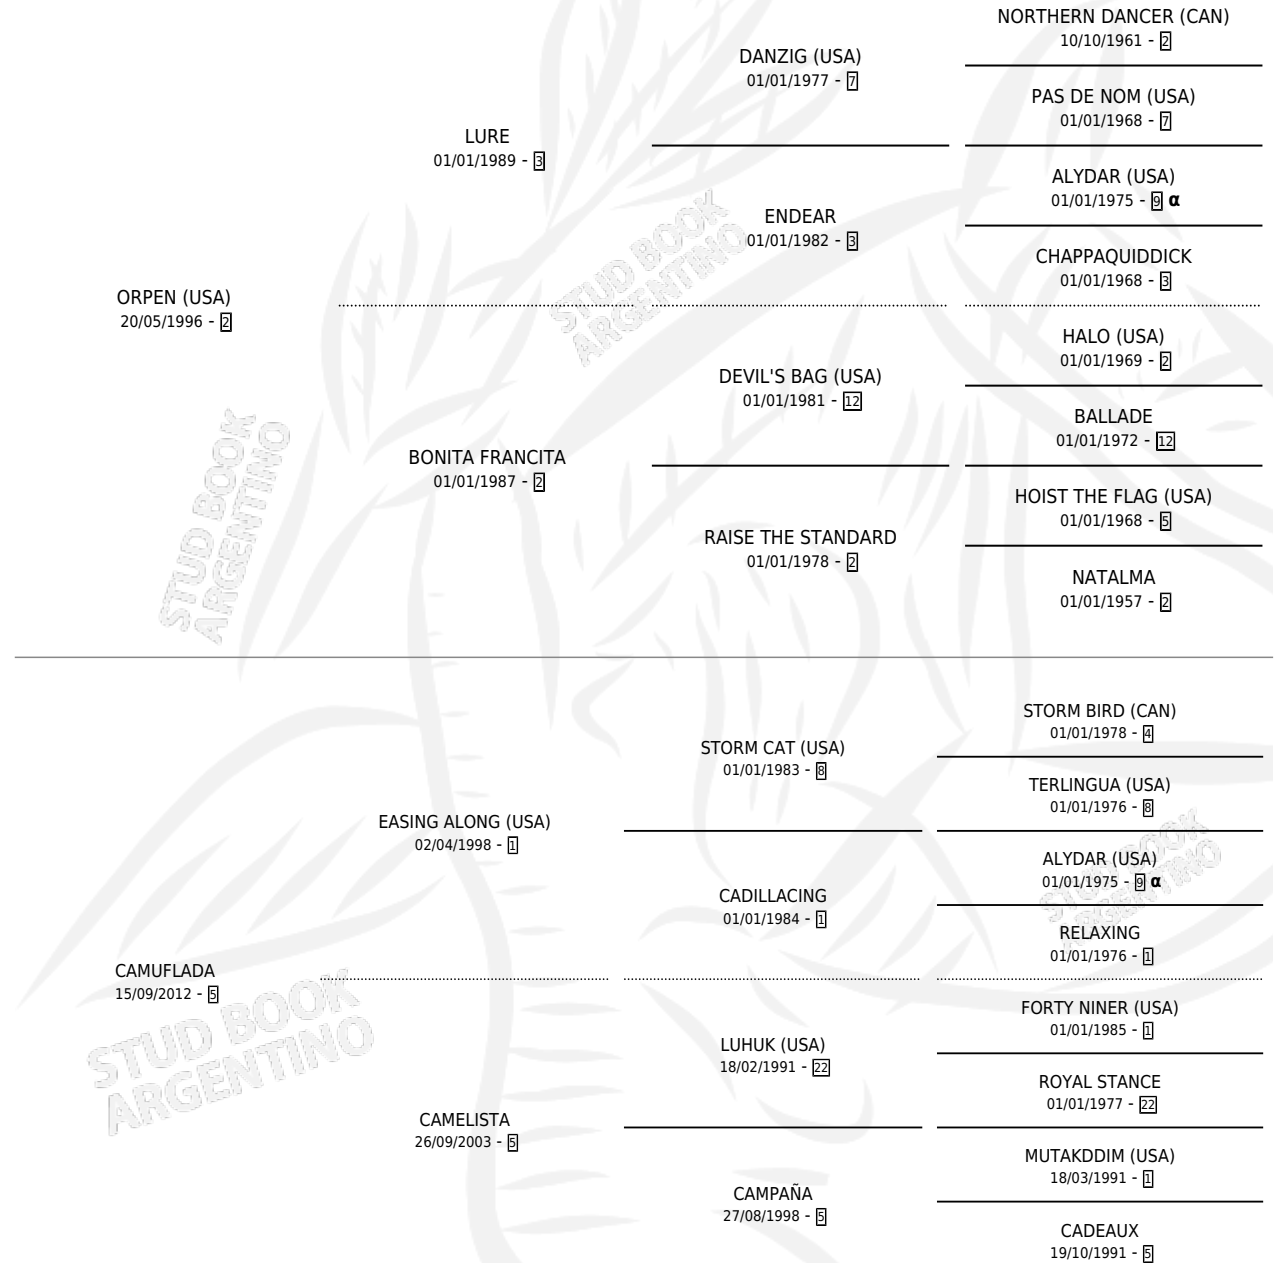 NORTHERN DANCER (CAN)
10/10/1961 - 2
DANZIG (USA)
01/01/1977 - 7
PAS DE NOM (USA)
01/01/1968 - 7
LURE
01/01/1989 - 3
ALYDAR (USA)
01/01/1975 - 9 α
ENDEAR
01/01/1982 - 3
CHAPPAQUIDDICK
01/01/1968 - 3
ORPEN (USA)
20/05/1996 - 2
HALO (USA)
01/01/1969 - 2
DEVIL'S BAG (USA)
01/01/1981 - 12
BALLADE
01/01/1972 - 12
BONITA FRANCITA
01/01/1987 - 2
HOIST THE FLAG (USA)
01/01/1968 - 5
RAISE THE STANDARD
01/01/1978 - 2
NATALMA
01/01/1957 - 2
STORM BIRD (CAN)
01/01/1978 - 4
STORM CAT (USA)
01/01/1983 - 8
TERLINGUA (USA)
01/01/1976 - 8
EASING ALONG (USA)
02/04/1998 - 1
ALYDAR (USA)
01/01/1975 - 9 α
CADILLACING
01/01/1984 - 1
RELAXING
01/01/1976 - 1
CAMUFLADA
15/09/2012 - 5
FORTY NINER (USA)
01/01/1985 - 1
LUHUK (USA)
18/02/1991 - 22
ROYAL STANCE
01/01/1977 - 22
CAMELISTA
26/09/2003 - 5
MUTAKDDIM (USA)
18/03/1991 - 1
CAMPAÑA
27/08/1998 - 5
CADEAUX
19/10/1991 - 5
STUD BOOK
ARGENTINO
STUD BOOK
ARGENTINO
STUD BOOK
ARGENTINO
STUD BOOK
ARGENTINO